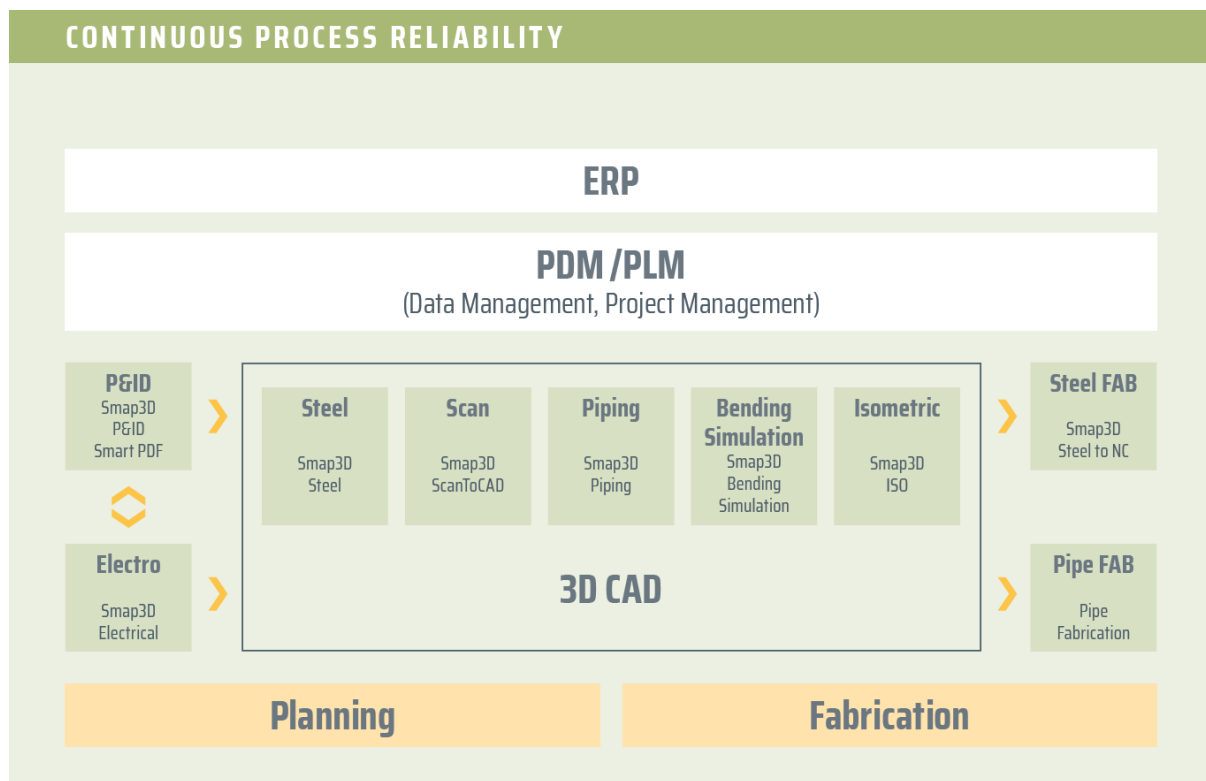 CONTINUOUS PROCESS RELIABILITY
ERP
PDM /PLM
(Data Management, Project Management)
P&ID
Smap3D
P&ID
Smart PDF
Electro
Smap3D
Electrical
Steel
Smap3D
Steel
Scan
Smap3D
ScanToCAD
Piping
Smap3D
Piping
Bending
Simulation
Smap3D
Bending
Simulation
Isometric
Smap3D
ISO
3D CAD
Steel FAB
Smap3D
Steel to NC
Pipe FAB
Pipe
Fabrication
Planning
Fabrication